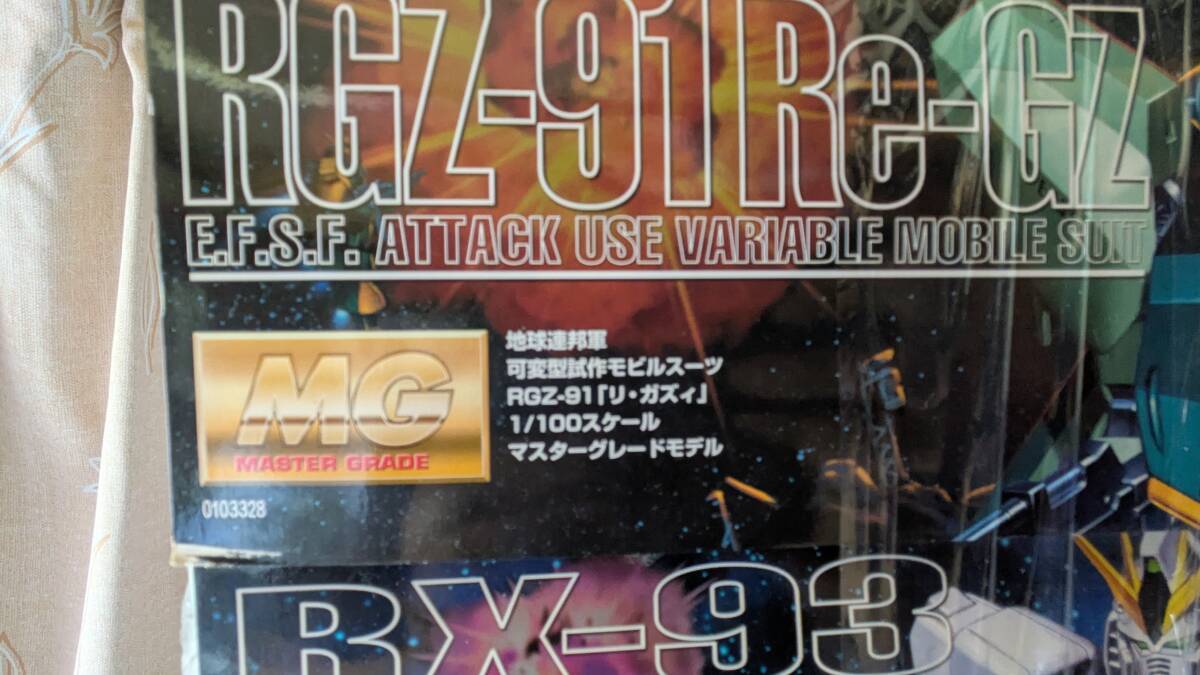 RGZ-91 Re-GZ
E.F.S.F. ATTACK USE VARIABLE MOBILE SUIT
MG
MASTER GRADE
地球連邦軍
可変型試作モビルスーツ
RGZ-91「リ・ガズィ」
1/100スケール
マスターグレードモデル
0103328
RX-93